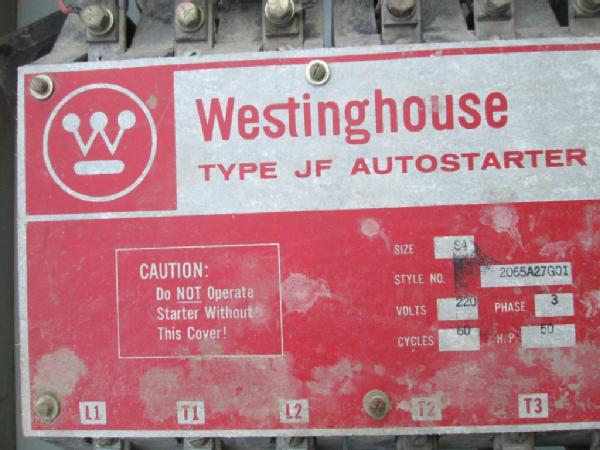 W
Westinghouse
TYPE JF AUTOSTARTER
CAUTION:
Do NOT Operate
Starter Without
This Cover!
SIZE S4
STYLE NO. 2065A27G01
VOLTS 220 PHASE 3
CYCLES 60 H.P. 50
L1 T1 L2 T2 T3